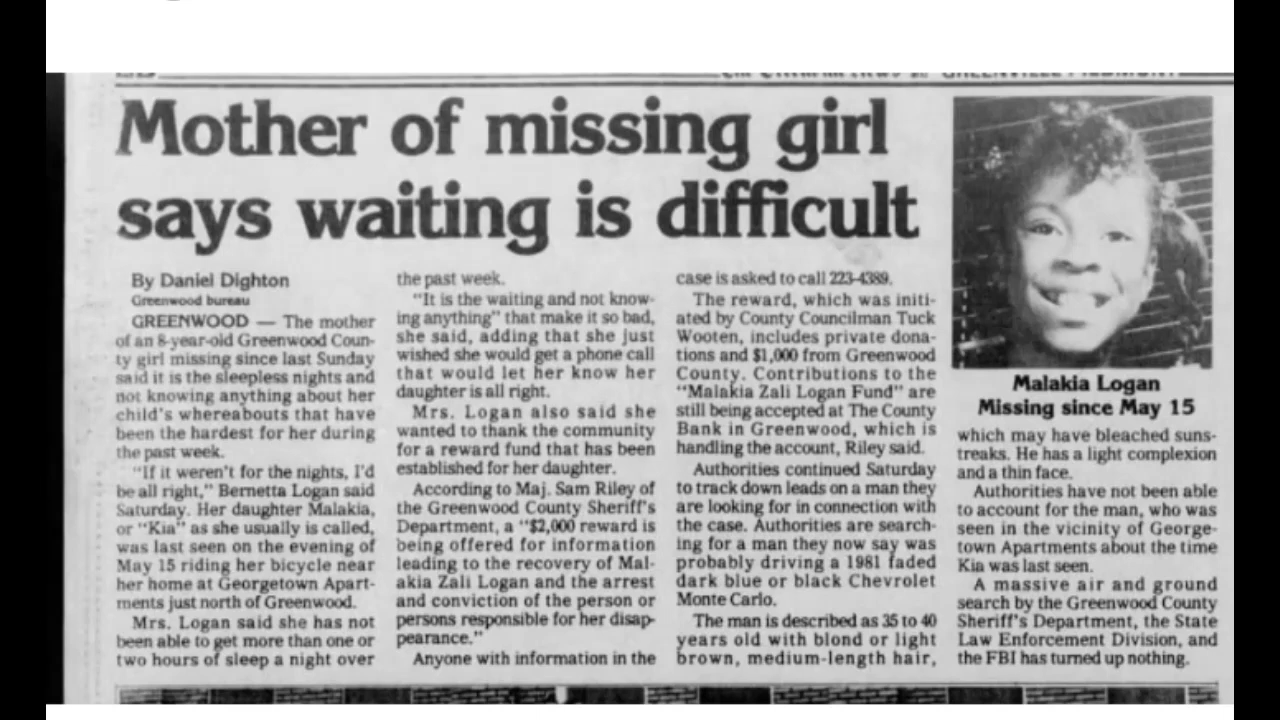 GREENVILLE PIEDMONT
Mother of missing girl
says waiting is difficult
By Daniel Dighton
Greenwood bureau
GREENWOOD — The mother
of an 8-year-old Greenwood Coun-
ty girl missing since last Sunday
said it is the sleepless nights and
not knowing anything about her
child's whereabouts that have
been the hardest for her during
the past week.
"If it weren't for the nights, I'd
be all right," Bernetta Logan said
Saturday. Her daughter Malakia,
or "Kia" as she usually is called,
was last seen on the evening of
May 15 riding her bicycle near
her home at Georgetown Apart-
ments just north of Greenwood.
Mrs. Logan said she has not
been able to get more than one or
two hours of sleep a night over
the past week.
"It is the waiting and not know-
ing anything" that make it so bad,
she said, adding that she just
wished she would get a phone call
that would let her know her
daughter is all right.
Mrs. Logan also said she
wanted to thank the community
for a reward fund that has been
established for her daughter.
According to Maj. Sam Riley of
the Greenwood County Sheriff's
Department, a "$2,000 reward is
being offered for information
leading to the recovery of Mal-
akia Zali Logan and the arrest
and conviction of the person or
persons responsible for her disap-
pearance."
Anyone with information in the
case is asked to call 223-4389.
The reward, which was initi-
ated by County Councilman Tuck
Wooten, includes private dona-
tions and $1,000 from Greenwood
County. Contributions to the
"Malakia Zali Logan Fund" are
still being accepted at The County
Bank in Greenwood, which is
handling the account, Riley said.
Authorities continued Saturday
to track down leads on a man they
are looking for in connection with
the case. Authorities are search-
ing for a man they now say was
probably driving a 1981 faded
dark blue or black Chevrolet
Monte Carlo.
The man is described as 35 to 40
years old with blond or light
brown, medium-length hair,
Malakia Logan
Missing since May 15
which may have bleached suns-
treaks. He has a light complexion
and a thin face.
Authorities have not been able
to account for the man, who was
seen in the vicinity of George-
town Apartments about the time
Kia was last seen.
A massive air and ground
search by the Greenwood County
Sheriff's Department, the State
Law Enforcement Division, and
the FBI has turned up nothing.